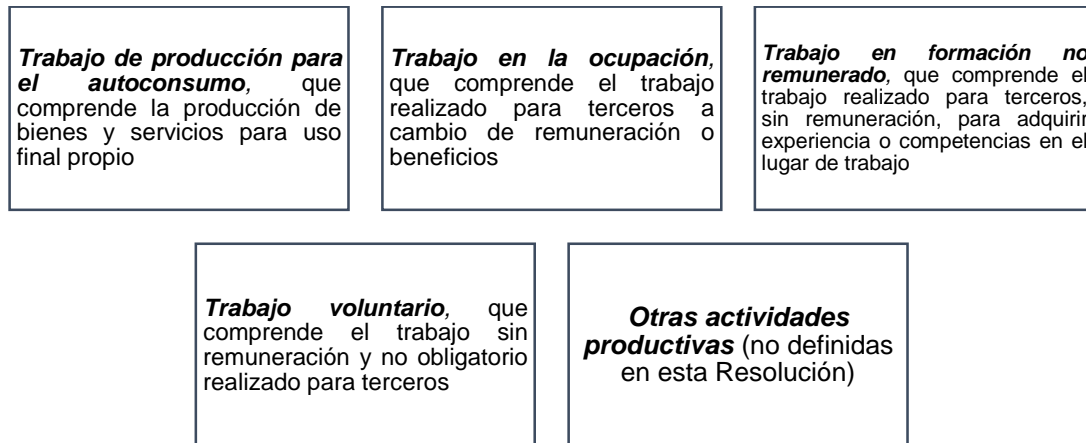 Trabajo de producción para
el autoconsumo, que
comprende la producción de
bienes y servicios para uso
final propio
Trabajo en la ocupación,
que comprende el trabajo
realizado para terceros a
cambio de remuneración o
beneficios
Trabajo en formación no
remunerado, que comprende el
trabajo realizado para terceros,
sin remuneración, para adquirir
experiencia o competencias en el
lugar de trabajo
Trabajo voluntario, que
comprende el trabajo sin
remuneración y no obligatorio
realizado para terceros
Otras actividades
productivas (no definidas
en esta Resolución)